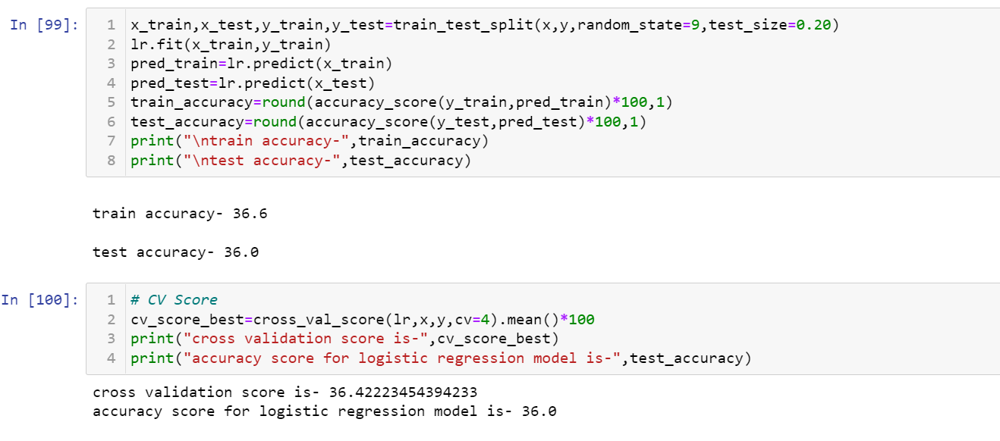 In [99]:
1 x_train,x_test,y_train,y_test=train_test_split(x,y,random_state=9,test_size=0.20)
2 lr.fit(x_train,y_train)
3 pred_train=lr.predict(x_train)
4 pred_test=lr.predict(x_test)
5 train_accuracy=round(accuracy_score(y_train,pred_train)*100,1)
6 test_accuracy=round(accuracy_score(y_test,pred_test)*100,1)
7 print("\ntrain accuracy-",train_accuracy)
8 print("\ntest accuracy-",test_accuracy)
train accuracy- 36.6
test accuracy- 36.0
In [100]:
1 # CV Score
2 cv_score_best=cross_val_score(lr,x,y,cv=4).mean()*100
3 print("cross validation score is-",cv_score_best)
4 print("accuracy score for logistic regression model is-",test_accuracy)
cross validation score is- 36.42223454394233
accuracy score for logistic regression model is- 36.0